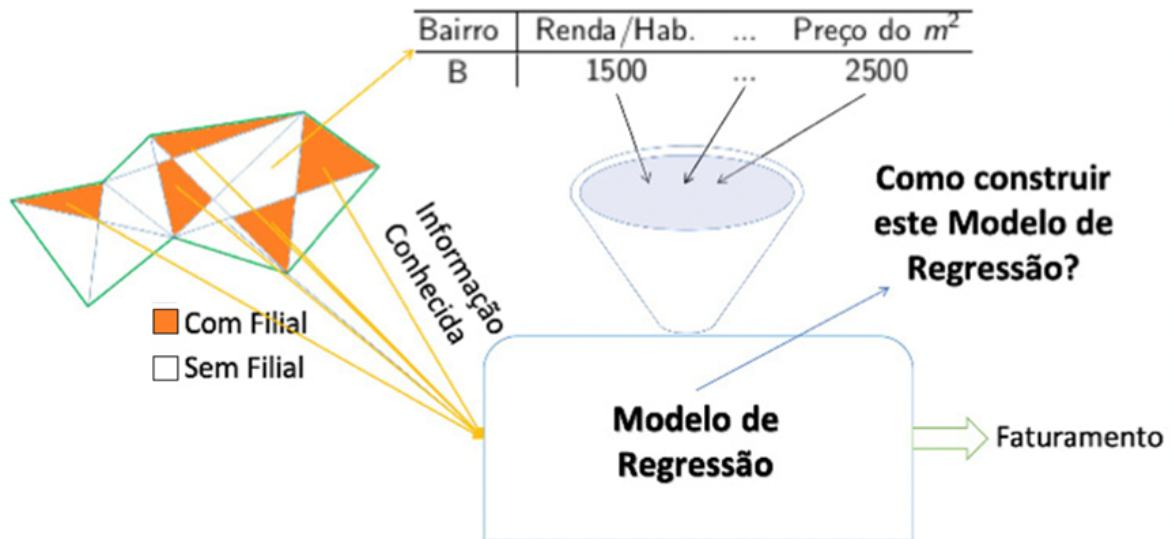 Bairro Renda/Hab. ... Preço do m²
B 1500 ... 2500
Como construir
este Modelo de
Regressão?
Informação
Conhecida
Com Filial
Sem Filial
Modelo de
Regressão
Faturamento